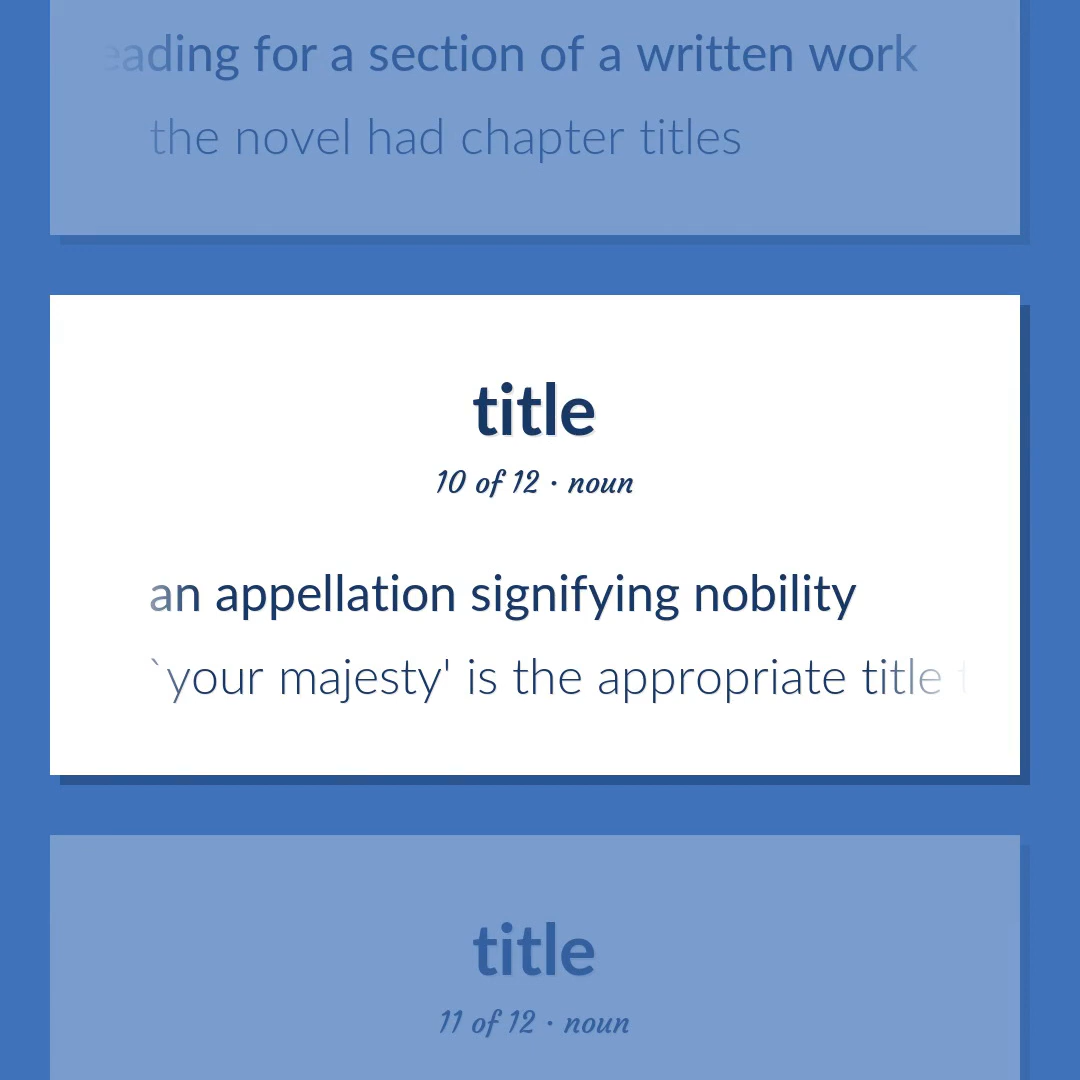 eading for a section of a written work
the novel had chapter titles
title
10 of 12 · noun
an appellation signifying nobility
`your majesty' is the appropriate title
title
11 of 12 · noun